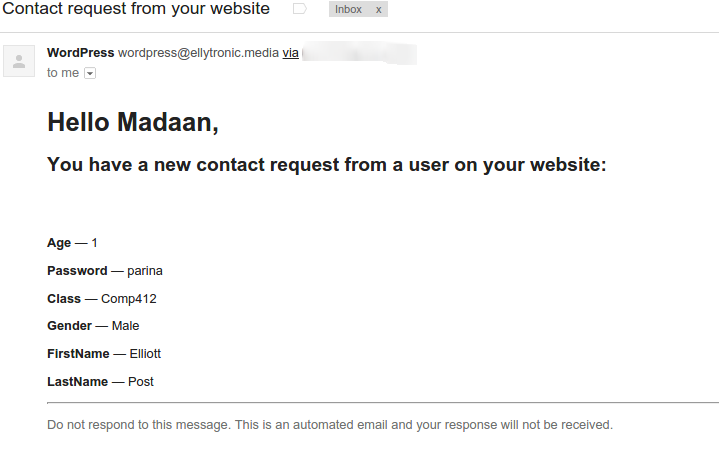 Contact request from your website Inbox x
WordPress wordpress@ellytronic.media via
to me
Hello Madaan,
You have a new contact request from a user on your website:
Age — 1
Password — parina
Class — Comp412
Gender — Male
FirstName — Elliott
LastName — Post
Do not respond to this message. This is an automated email and your response will not be received.